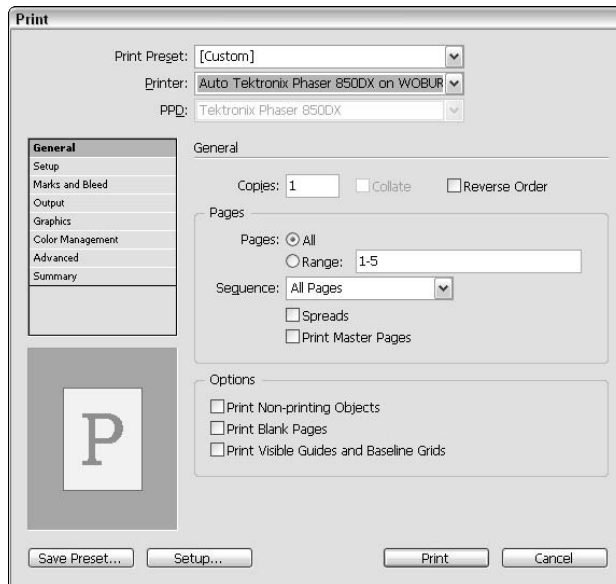 Print
Print Preset: [Custom]
Printer: Auto Tektronix Phaser 850DX on WOBUR
PPD: Tektronix Phaser 850DX
General
Setup
Marks and Bleed
Output
Graphics
Color Management
Advanced
Summary
General
Copies: 1 Collate Reverse Order
Pages
Pages: All
Range: 1-5
Sequence: All Pages
Spreads
Print Master Pages
Options
Print Non-printing Objects
Print Blank Pages
Print Visible Guides and Baseline Grids
P
Save Preset... Setup... Print Cancel